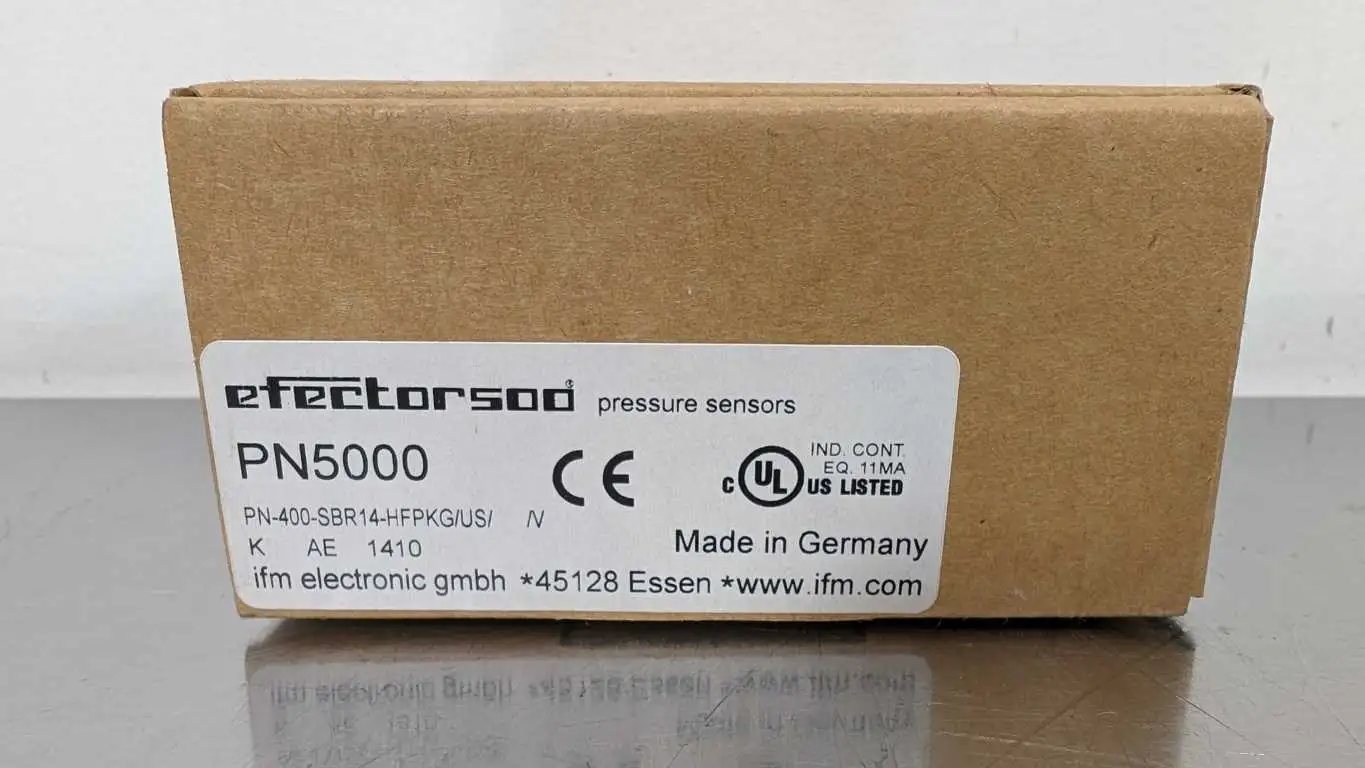 efector500® pressure sensors
PN5000
CE
PN-400-SBR14-HFPKG/US/ /V
K AE 1410
c UL US LISTED
IND. CONT.
EQ. 11MA
Made in Germany
ifm electronic gmbh *45128 Essen *www.ifm.com